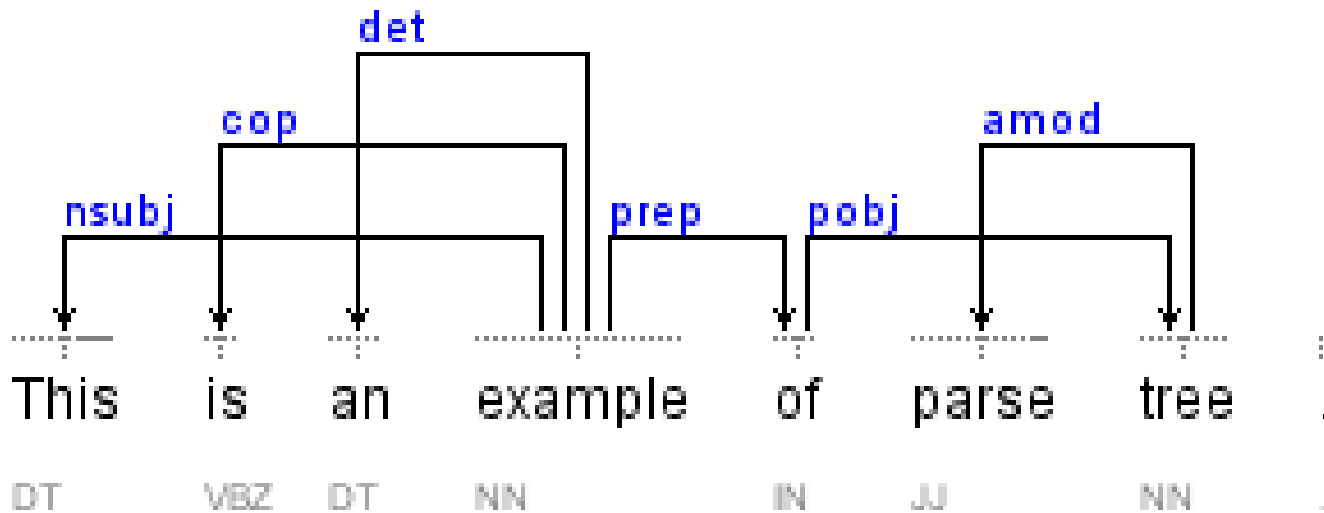 det
cop amod
nsubj prep pobj
This is an example of parse tree .
DT VBZ DT NN IN JJ NN .